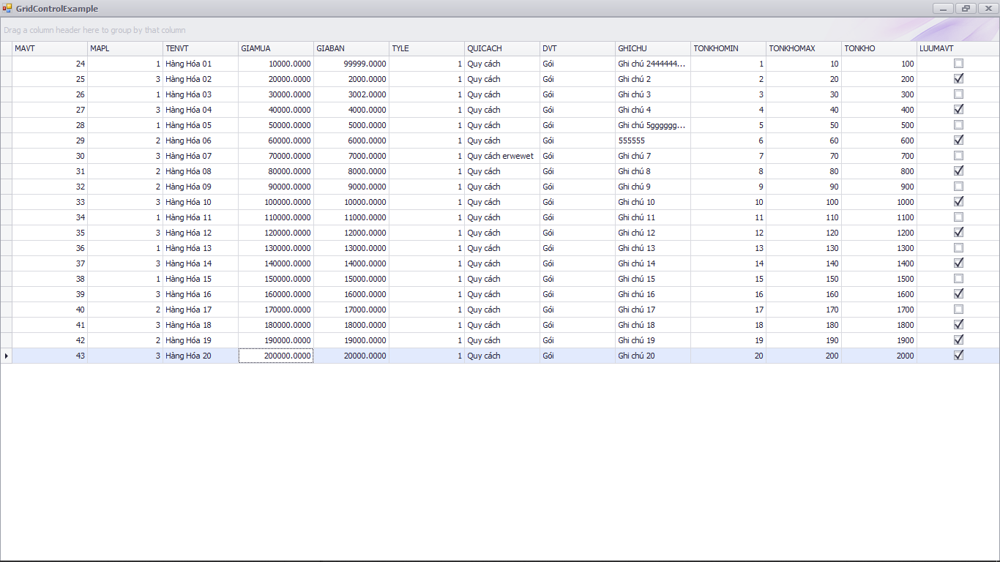 GridControlExample
Drag a column header here to group by that column
MAVT MAPL TENVT GIAMUA GIABAN TYLE QUICACH DVT GHICHU TONKHOMIN TONKHOMAX TONKHO LUUMAVT
24 1 Hàng Hóa 01 10000.0000 99999.0000 1 Quy cách Gói Ghi chú 2444444... 1 10 100
25 3 Hàng Hóa 02 20000.0000 2000.0000 1 Quy cách Gói Ghi chú 2 2 20 200
26 1 Hàng Hóa 03 30000.0000 3002.0000 1 Quy cách Gói Ghi chú 3 3 30 300
27 3 Hàng Hóa 04 40000.0000 4000.0000 1 Quy cách Gói Ghi chú 4 4 40 400
28 1 Hàng Hóa 05 50000.0000 5000.0000 1 Quy cách Gói Ghi chú 5gggggg... 5 50 500
29 2 Hàng Hóa 06 60000.0000 6000.0000 1 Quy cách Gói 555555 6 60 600
30 3 Hàng Hóa 07 70000.0000 7000.0000 1 Quy cách erwewet Gói Ghi chú 7 7 70 700
31 2 Hàng Hóa 08 80000.0000 8000.0000 1 Quy cách Gói Ghi chú 8 8 80 800
32 2 Hàng Hóa 09 90000.0000 9000.0000 1 Quy cách Gói Ghi chú 9 9 90 900
33 3 Hàng Hóa 10 100000.0000 10000.0000 1 Quy cách Gói Ghi chú 10 10 100 1000
34 1 Hàng Hóa 11 110000.0000 11000.0000 1 Quy cách Gói Ghi chú 11 11 110 1100
35 3 Hàng Hóa 12 120000.0000 12000.0000 1 Quy cách Gói Ghi chú 12 12 120 1200
36 1 Hàng Hóa 13 130000.0000 13000.0000 1 Quy cách Gói Ghi chú 13 13 130 1300
37 3 Hàng Hóa 14 140000.0000 14000.0000 1 Quy cách Gói Ghi chú 14 14 140 1400
38 1 Hàng Hóa 15 150000.0000 15000.0000 1 Quy cách Gói Ghi chú 15 15 150 1500
39 3 Hàng Hóa 16 160000.0000 16000.0000 1 Quy cách Gói Ghi chú 16 16 160 1600
40 2 Hàng Hóa 17 170000.0000 17000.0000 1 Quy cách Gói Ghi chú 17 17 170 1700
41 3 Hàng Hóa 18 180000.0000 18000.0000 1 Quy cách Gói Ghi chú 18 18 180 1800
42 2 Hàng Hóa 19 190000.0000 19000.0000 1 Quy cách Gói Ghi chú 19 19 190 1900
43 3 Hàng Hóa 20 200000.0000 20000.0000 1 Quy cách Gói Ghi chú 20 20 200 2000